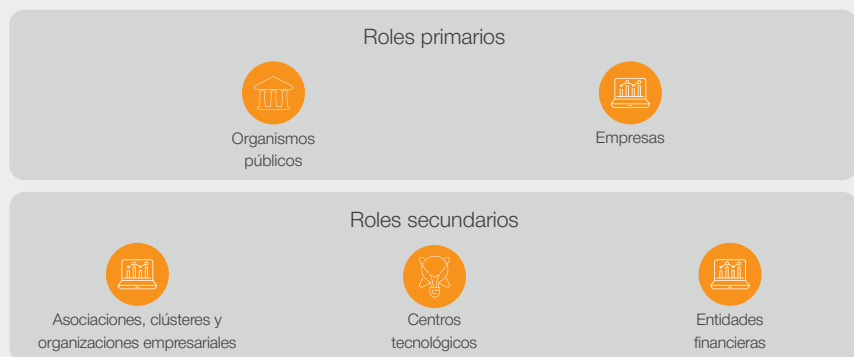 Roles primarios
Organismos
públicos
Empresas
Roles secundarios
Asociaciones, clústeres y
organizaciones empresariales
Centros
tecnológicos
Entidades
financieras